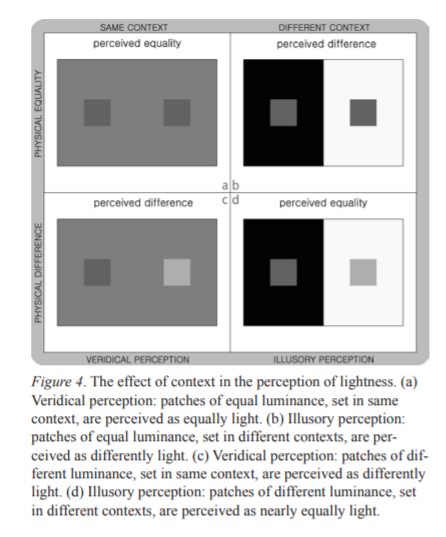 SAME CONTEXT
DIFFERENT CONTEXT
PHYSICAL EQUALITY
perceived equality
perceived difference
a b
c d
PHYSICAL DIFFERENCE
perceived difference
perceived equality
VERIDICAL PERCEPTION
ILLUSORY PERCEPTION
Figure 4. The effect of context in the perception of lightness. (a)
Veridical perception: patches of equal luminance, set in same
context, are perceived as equally light. (b) Illusory perception:
patches of equal luminance, set in different contexts, are per-
ceived as differently light. (c) Veridical perception: patches of dif-
ferent luminance, set in same context, are perceived as differently
light. (d) Illusory perception: patches of different luminance, set
in different contexts, are perceived as nearly equally light.